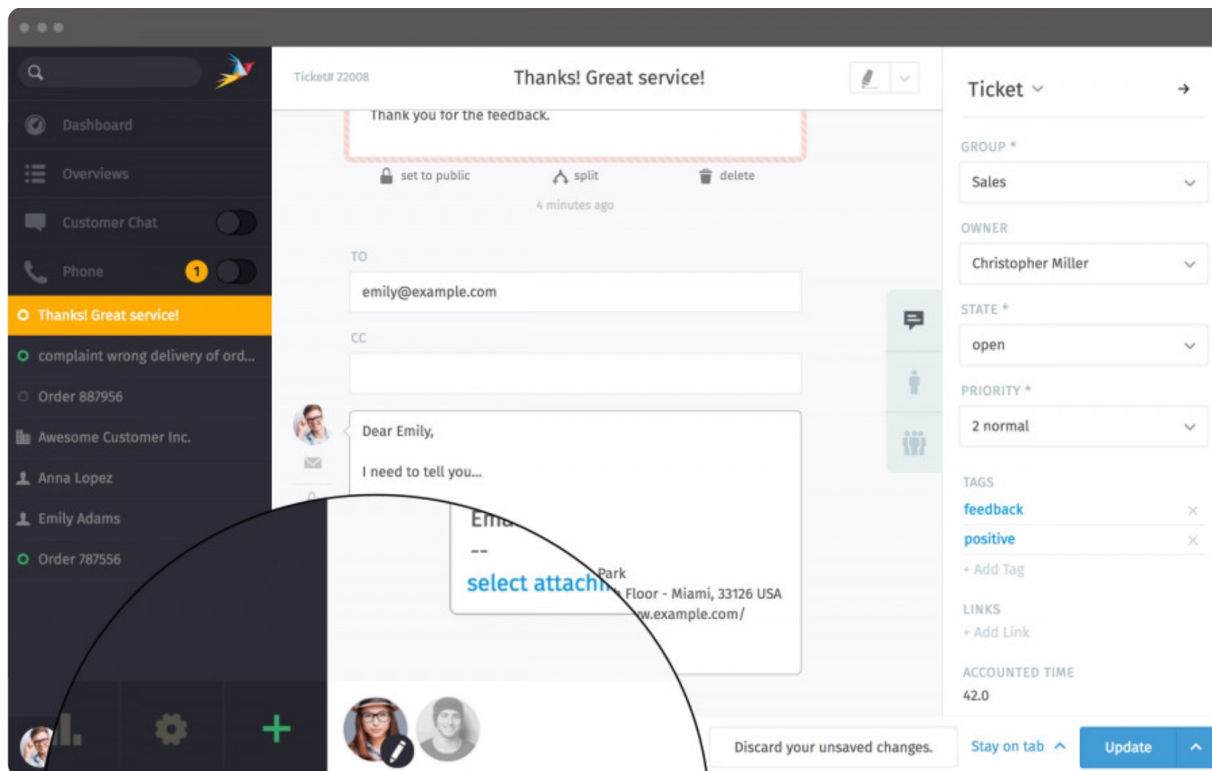 Dashboard
Overviews
Customer Chat
Phone 1
Thanks! Great service!
complaint wrong delivery of ord...
Order 887956
Awesome Customer Inc.
Anna Lopez
Emily Adams
Order 787556
Ticket# 22008
Thanks! Great service!
Thank you for the feedback.
set to public split delete
4 minutes ago
TO
emily@example.com
CC
Dear Emily,
I need to tell you...
--
select
Park
Floor - Miami, 33126 USA
.example.com/
Discard your unsaved changes.
Stay on tab
Update
Ticket
GROUP *
Sales
OWNER
Christopher Miller
STATE *
open
PRIORITY *
2 normal
TAGS
feedback
positive
+ Add Tag
LINKS
+ Add Link
ACCOUNTED TIME
42.0